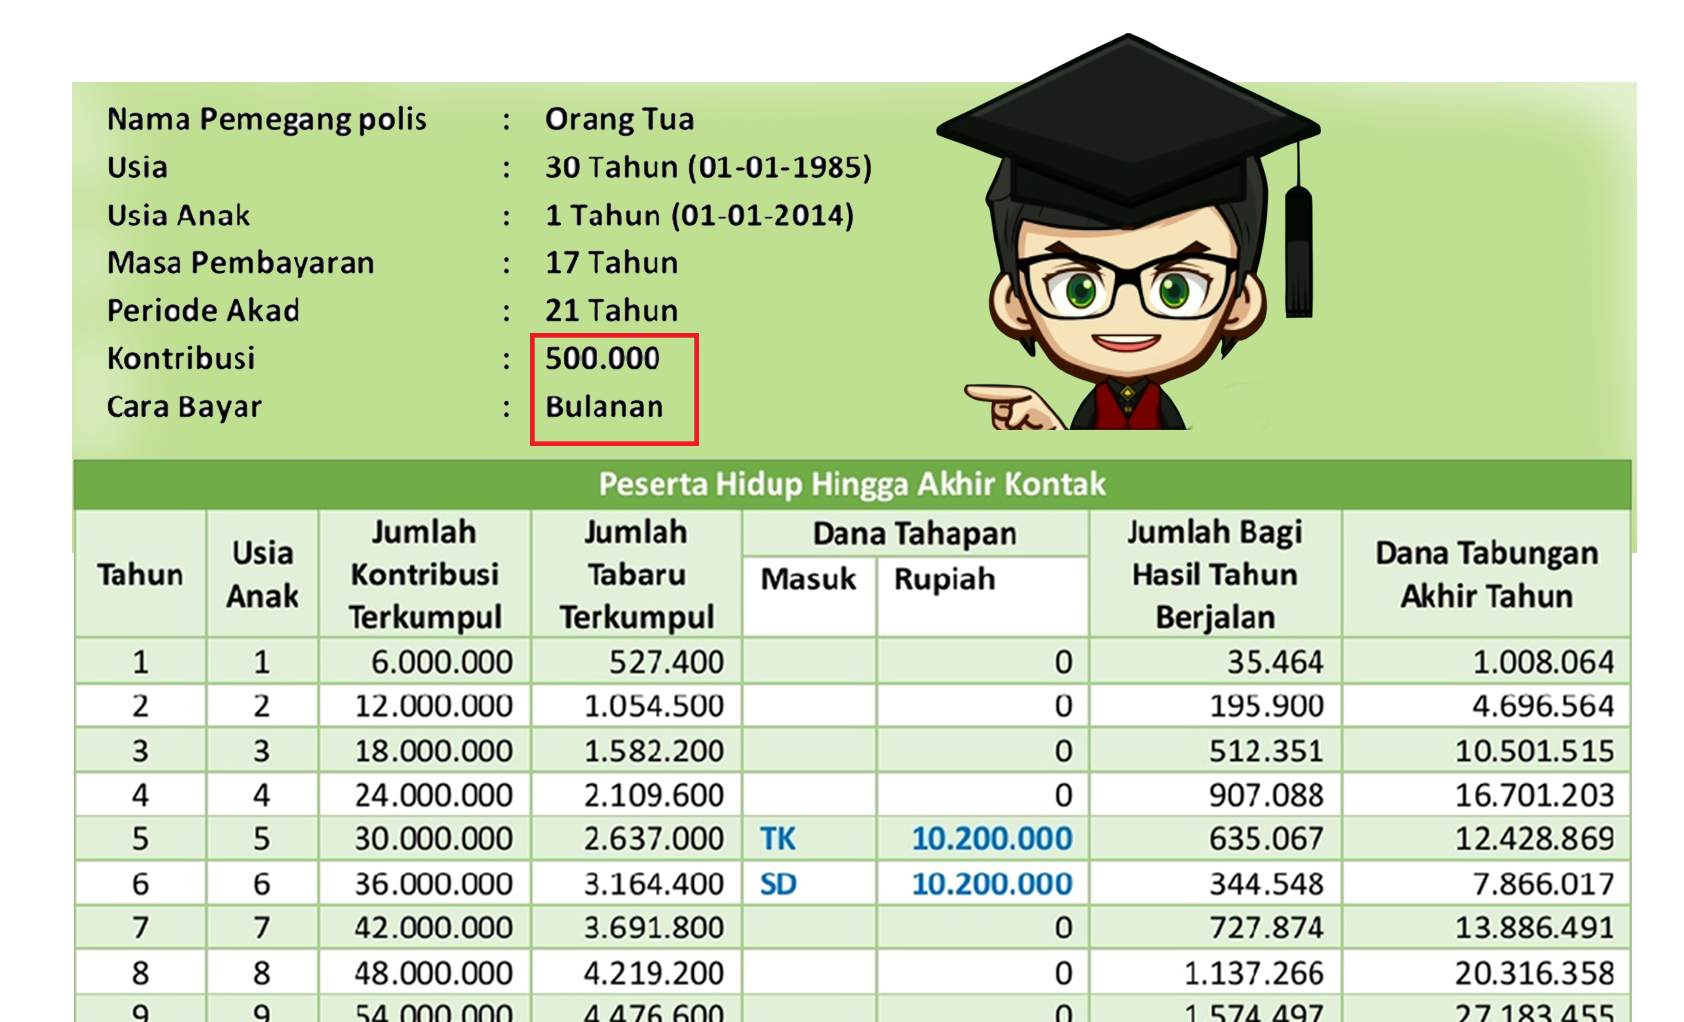 Nama Pemegang polis : Orang Tua
Usia : 30 Tahun (01-01-1985)
Usia Anak : 1 Tahun (01-01-2014)
Masa Pembayaran : 17 Tahun
Periode Akad : 21 Tahun
Kontribusi : 500.000
Cara Bayar : Bulanan
Peserta Hidup Hingga Akhir Kontak
Tahun Usia Anak Jumlah Kontribusi Terkumpul Jumlah Tabaru Terkumpul Dana Tahapan Jumlah Bagi Hasil Tahun Berjalan Dana Tabungan Akhir Tahun
Masuk Rupiah
1 1 6.000.000 527.400 0 35.464 1.008.064
2 2 12.000.000 1.054.500 0 195.900 4.696.564
3 3 18.000.000 1.582.200 0 512.351 10.501.515
4 4 24.000.000 2.109.600 0 907.088 16.701.203
5 5 30.000.000 2.637.000 TK 10.200.000 635.067 12.428.869
6 6 36.000.000 3.164.400 SD 10.200.000 344.548 7.866.017
7 7 42.000.000 3.691.800 0 727.874 13.886.491
8 8 48.000.000 4.219.200 0 1.137.266 20.316.358
9 9 54.000.000 4.476.600 0 1.574.497 27.183.455